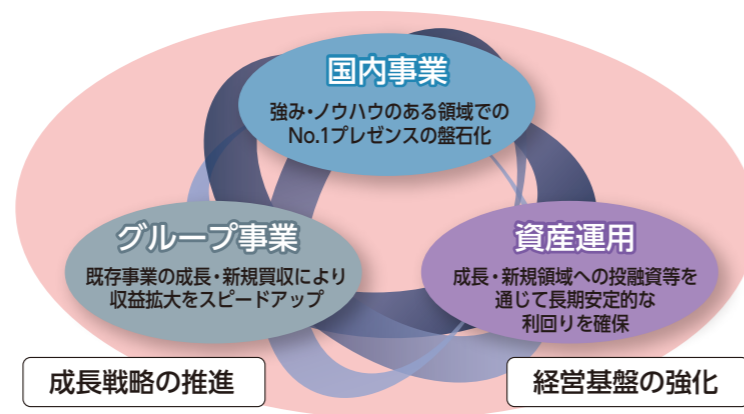 国内事業
強み・ノウハウのある領域での
No.1プレゼンスの盤石化
グループ事業
既存事業の成長・新規買収により
収益拡大をスピードアップ
資産運用
成長・新規領域への投融資等を
通じて長期安定的な
利回りを確保
成長戦略の推進
経営基盤の強化